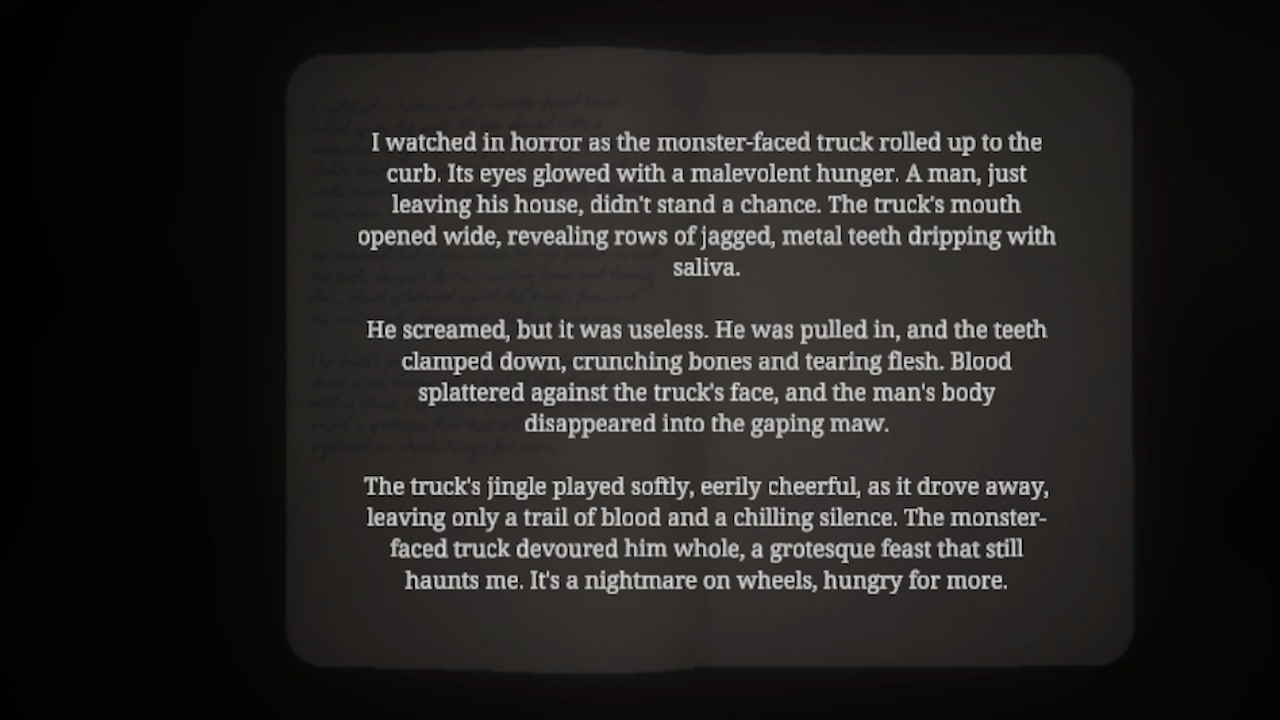 I watched in horror as the monster-faced truck rolled up to the
curb. Its eyes glowed with a malevolent hunger. A man, just
leaving his house, didn't stand a chance. The truck's mouth
opened wide, revealing rows of jagged, metal teeth dripping with
saliva.
He screamed, but it was useless. He was pulled in, and the teeth
clamped down, crunching bones and tearing flesh. Blood
splattered against the truck's face, and the man's body
disappeared into the gaping maw.
The truck's jingle played softly, eerily cheerful, as it drove away,
leaving only a trail of blood and a chilling silence. The monster-
faced truck devoured him whole, a grotesque feast that still
haunts me. It's a nightmare on wheels, hungry for more.